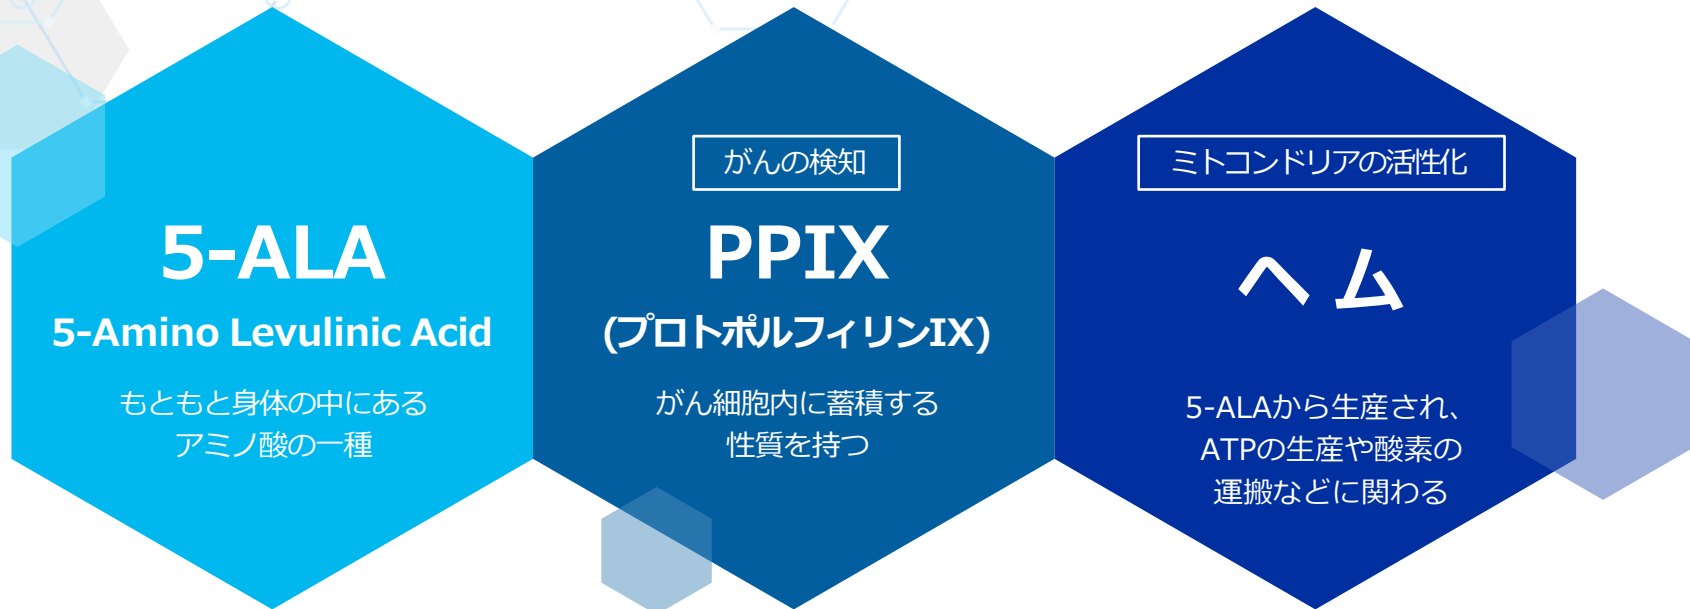 5-ALA
5-Amino Levulinic Acid
もともと身体の中にある
アミノ酸の一種
がんの検知
PPIX
(プロトポルフィリンIX)
がん細胞内に蓄積する
性質を持つ
ミトコンドリアの活性化
ヘム
5-ALAから生産され、
ATPの生産や酸素の
運搬などに関わる